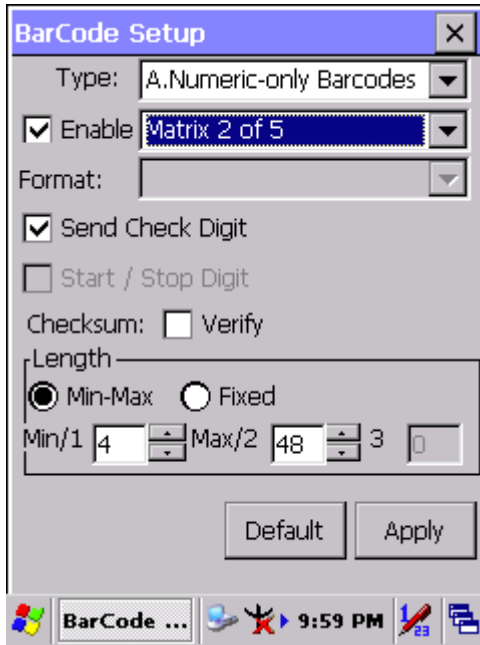 BarCode Setup
Type: A.Numeric-only Barcodes
Enable Matrix 2 of 5
Format:
Send Check Digit
Start / Stop Digit
Checksum: Verify
Length
Min-Max Fixed
Min/1 4 Max/2 48 3 0
Default Apply
BarCode ... 9:59 PM 1 23